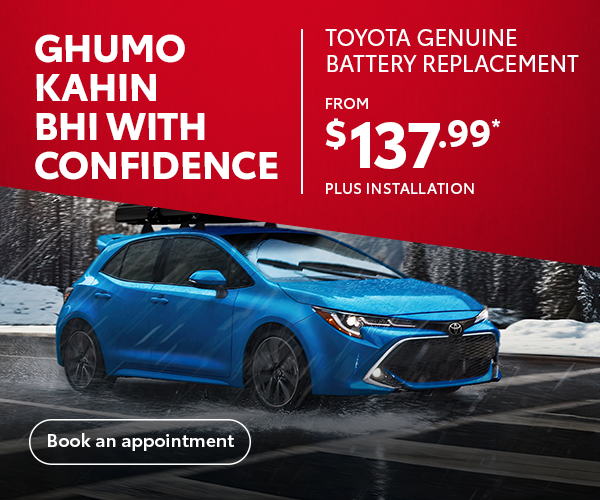 GHUMO
KAHIN
BHI WITH
CONFIDENCE
TOYOTA GENUINE
BATTERY REPLACEMENT
FROM
$137.99*
PLUS INSTALLATION
Book an appointment